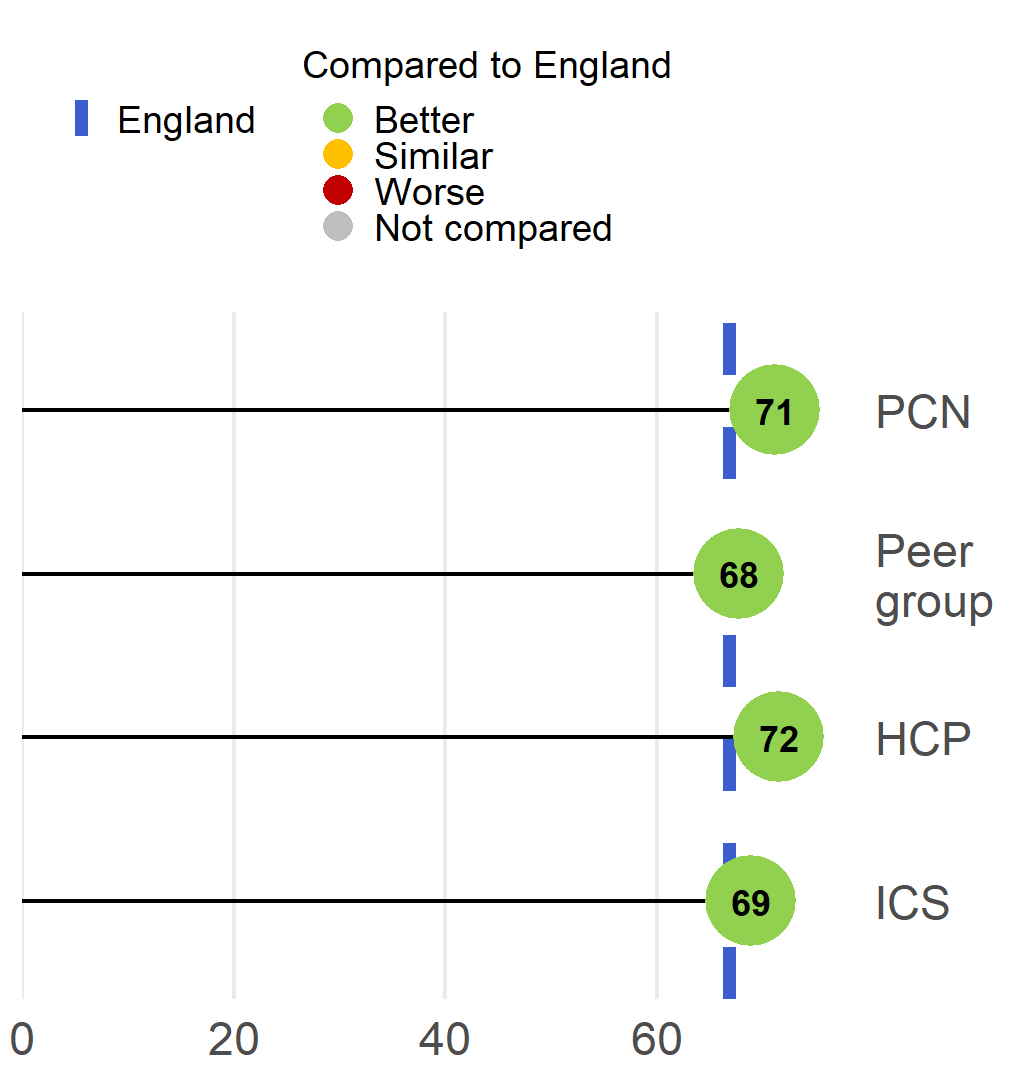 Compared to England
England
Better
Similar
Worse
Not compared
71
PCN
68
Peer
group
72
HCP
69
ICS
0 20 40 60